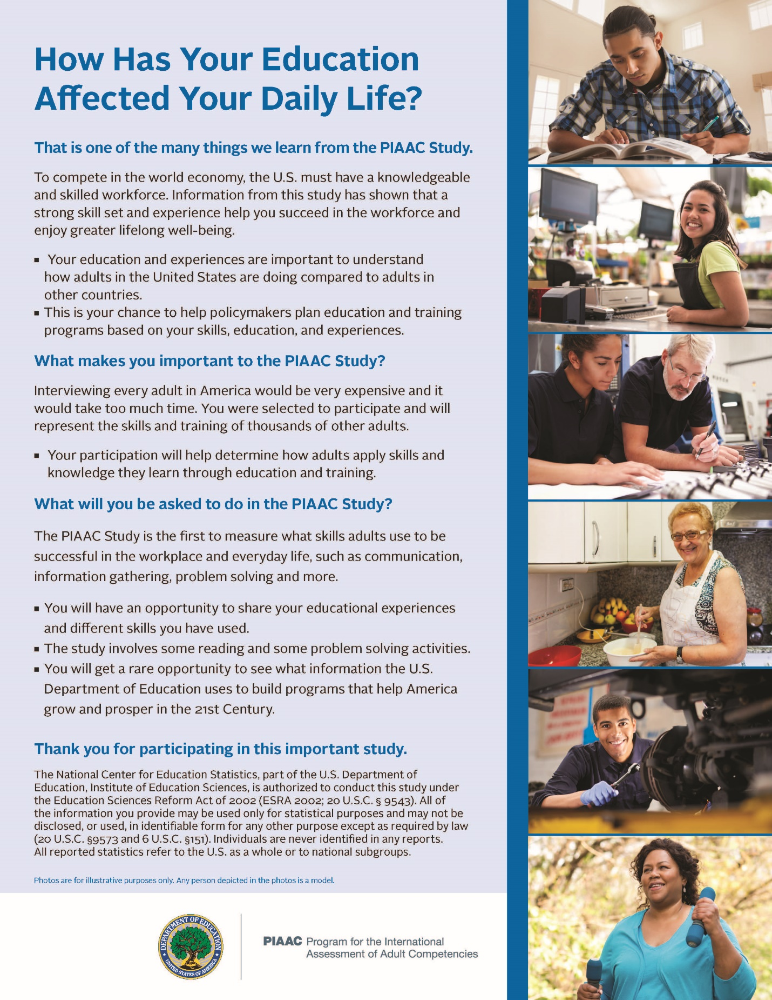 How Has Your Education
Affected Your Daily Life?
That is one of the many things we learn from the PIAAC Study.
To compete in the world economy, the U.S. must have a knowledgeable
and skilled workforce. Information from this study has shown that a
strong skill set and experience help you succeed in the workforce and
enjoy greater lifelong well-being.
▪ Your education and experiences are important to understand
how adults in the United States are doing compared to adults in
other countries.
▪ This is your chance to help policymakers plan education and training
programs based on your skills, education, and experiences.
What makes you important to the PIAAC Study?
Interviewing every adult in America would be very expensive and it
would take too much time. You were selected to participate and will
represent the skills and training of thousands of other adults.
▪ Your participation will help determine how adults apply skills and
knowledge they learn through education and training.
What will you be asked to do in the PIAAC Study?
The PIAAC Study is the first to measure what skills adults use to be
successful in the workplace and everyday life, such as communication,
information gathering, problem solving and more.
▪ You will have an opportunity to share your educational experiences
and different skills you have used.
▪ The study involves some reading and some problem solving activities.
▪ You will get a rare opportunity to see what information the U.S.
Department of Education uses to build programs that help America
grow and prosper in the 21st Century.
Thank you for participating in this important study.
The National Center for Education Statistics, part of the U.S. Department of
Education, Institute of Education Sciences, is authorized to conduct this study under
the Education Sciences Reform Act of 2002 (ESRA 2002; 20 U.S.C. § 9543). All of
the information you provide may be used only for statistical purposes and may not be
disclosed, or used, in identifiable form for any other purpose except as required by law
(20 U.S.C. §9573 and 6 U.S.C. §151). Individuals are never identified in any reports.
All reported statistics refer to the U.S. as a whole or to national subgroups.
Photos are for illustrative purposes only. Any person depicted in the photos is a model.
DEPARTMENT OF EDUCATION
UNITED STATES OF AMERICA
PIAAC Program for the International
Assessment of Adult Competencies